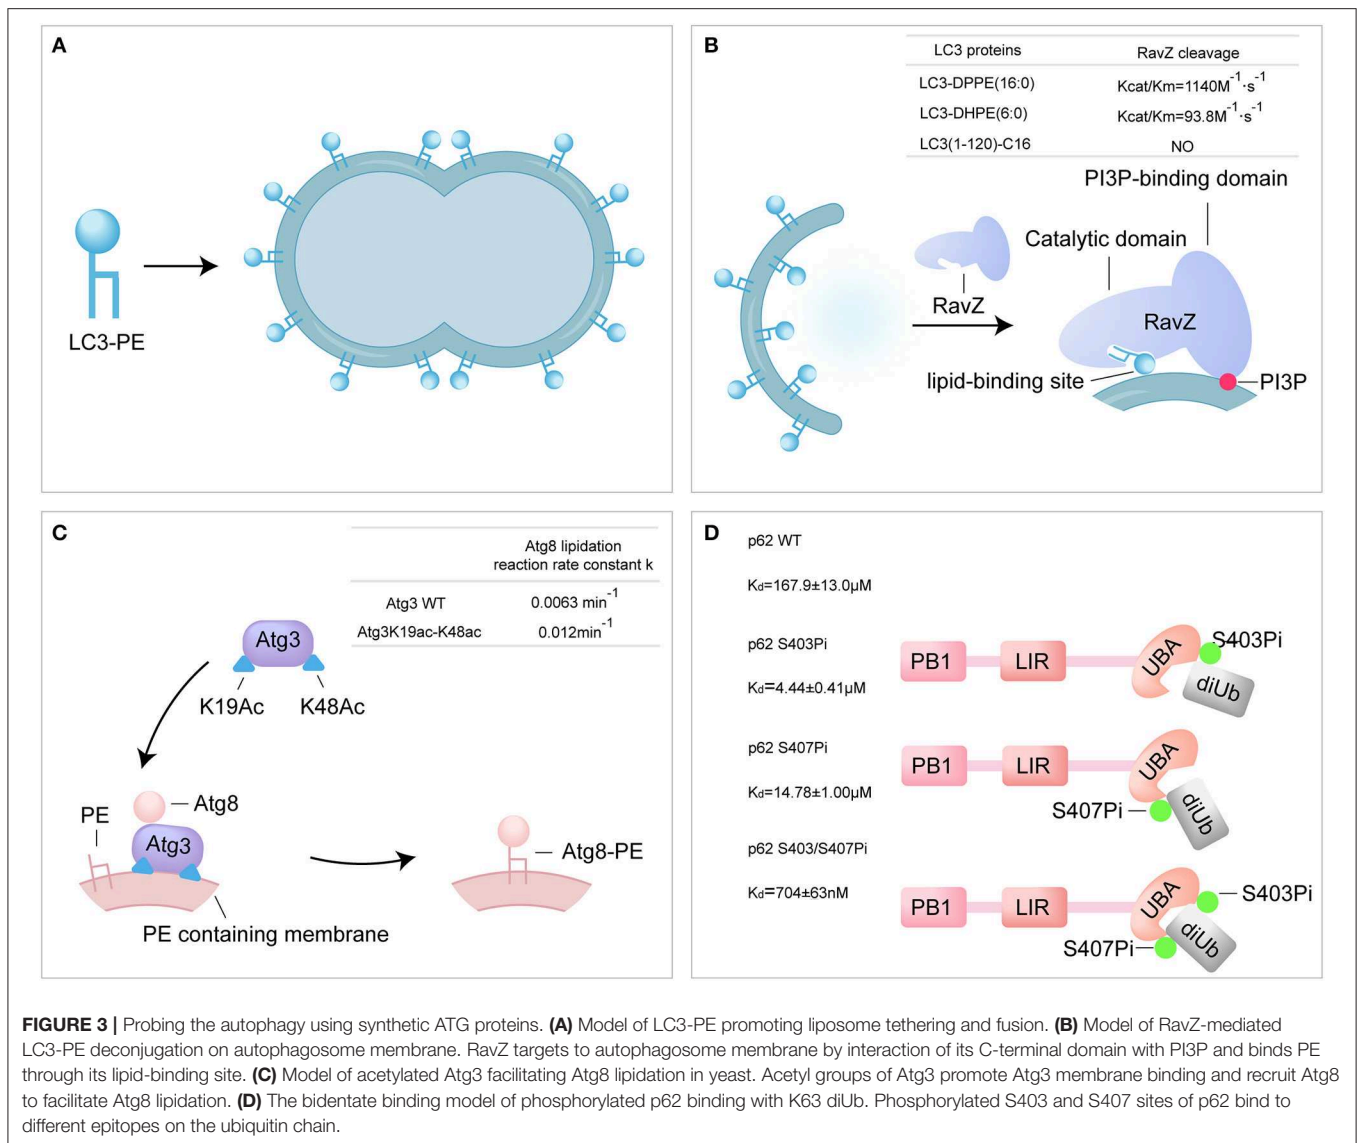 A
LC3-PE
B
LC3 proteins RavZ cleavage
LC3-DPPE(16:0) Kcat/Km=1140M⁻¹·s⁻¹
LC3-DHPE(6:0) Kcat/Km=93.8M⁻¹·s⁻¹
LC3(1-120)-C16 NO
PI3P-binding domain
Catalytic domain
RavZ
RavZ
lipid-binding site
PI3P
C
Atg8 lipidation
reaction rate constant k
Atg3 WT 0.0063 min⁻¹
Atg3K19ac-K48ac 0.012min⁻¹
Atg3
K19Ac K48Ac
Atg8
PE
Atg3
Atg8-PE
PE containing membrane
D
p62 WT
Kd=167.9±13.0µM
p62 S403Pi
Kd=4.44±0.41µM
PB1 LIR UBA S403Pi
diUb
p62 S407Pi
Kd=14.78±1.00µM
PB1 LIR UBA
S407Pi diUb
p62 S403/S407Pi
Kd=704±63nM
PB1 LIR UBA S403Pi
S407Pi diUb
FIGURE 3 | Probing the autophagy using synthetic ATG proteins. (A) Model of LC3-PE promoting liposome tethering and fusion. (B) Model of RavZ-mediated
LC3-PE deconjugation on autophagosome membrane. RavZ targets to autophagosome membrane by interaction of its C-terminal domain with PI3P and binds PE
through its lipid-binding site. (C) Model of acetylated Atg3 facilitating Atg8 lipidation in yeast. Acetyl groups of Atg3 promote Atg3 membrane binding and recruit Atg8
to facilitate Atg8 lipidation. (D) The bidentate binding model of phosphorylated p62 binding with K63 diUb. Phosphorylated S403 and S407 sites of p62 bind to
different epitopes on the ubiquitin chain.